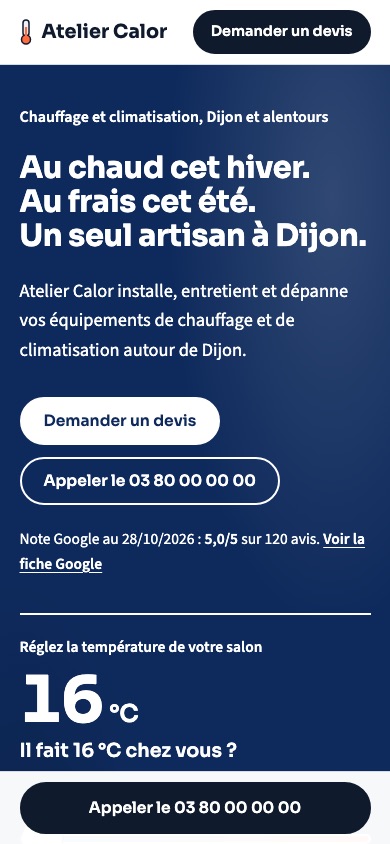 Atelier Calor
Demander un devis
Chauffage et climatisation, Dijon et alentours
Au chaud cet hiver.
Au frais cet été.
Un seul artisan à Dijon.
Atelier Calor installe, entretient et dépanne
vos équipements de chauffage et de
climatisation autour de Dijon.
Demander un devis
Appeler le 03 80 00 00 00
Note Google au 28/10/2026 : 5,0/5 sur 120 avis. Voir la
fiche Google
Réglez la température de votre salon
16 °C
Il fait 16 °C chez vous ?
Appeler le 03 80 00 00 00